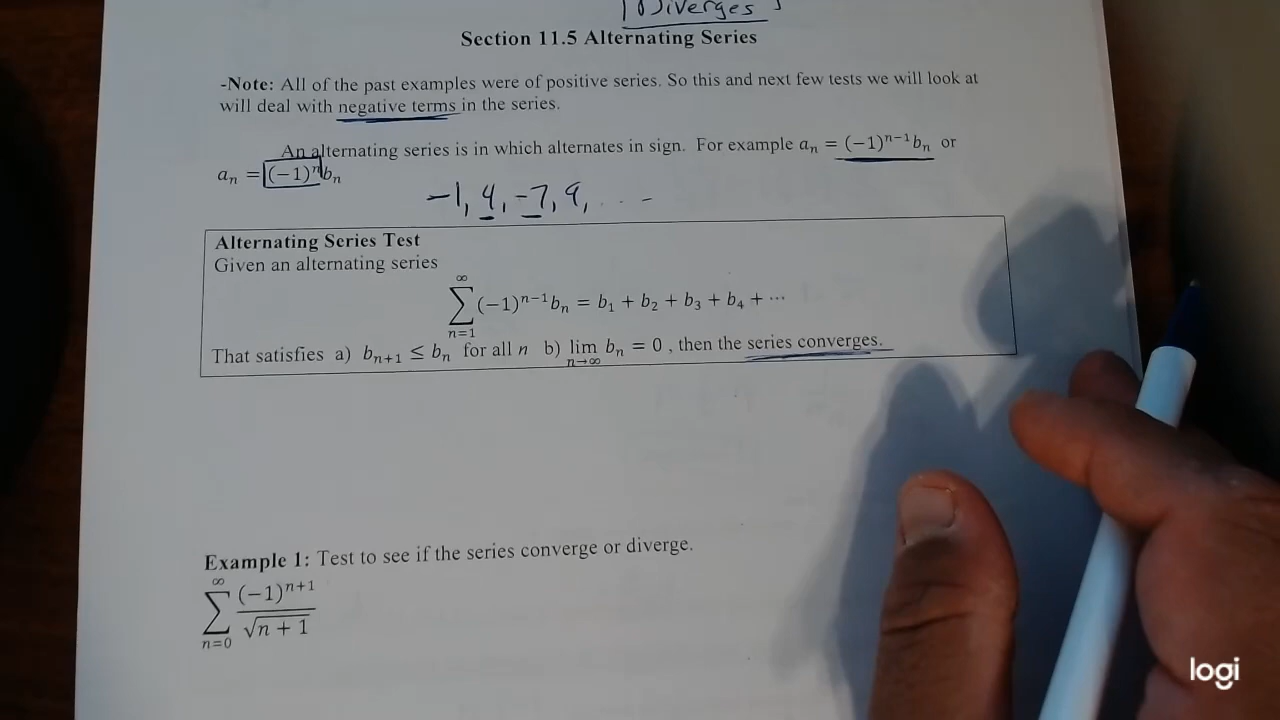 Diverges
Section 11.5 Alternating Series
-Note: All of the past examples were of positive series. So this and next few tests we will look at
will deal with negative terms in the series.
An alternating series is in which alternates in sign. For example aₙ = (−1)ⁿ⁻¹bₙ or
aₙ = (−1)ⁿbₙ
−1, 4, −7, 9, . . . -
Alternating Series Test
Given an alternating series
∑_{n=1}^{∞} (−1)ⁿ⁻¹bₙ = b₁ + b₂ + b₃ + b₄ + ⋯
That satisfies a) bₙ₊₁ ≤ bₙ for all n b) lim_{n→∞} bₙ = 0 , then the series converges.
Example 1: Test to see if the series converge or diverge.
∑_{n=0}^{∞} (−1)ⁿ⁺¹ / √(n + 1)
logi